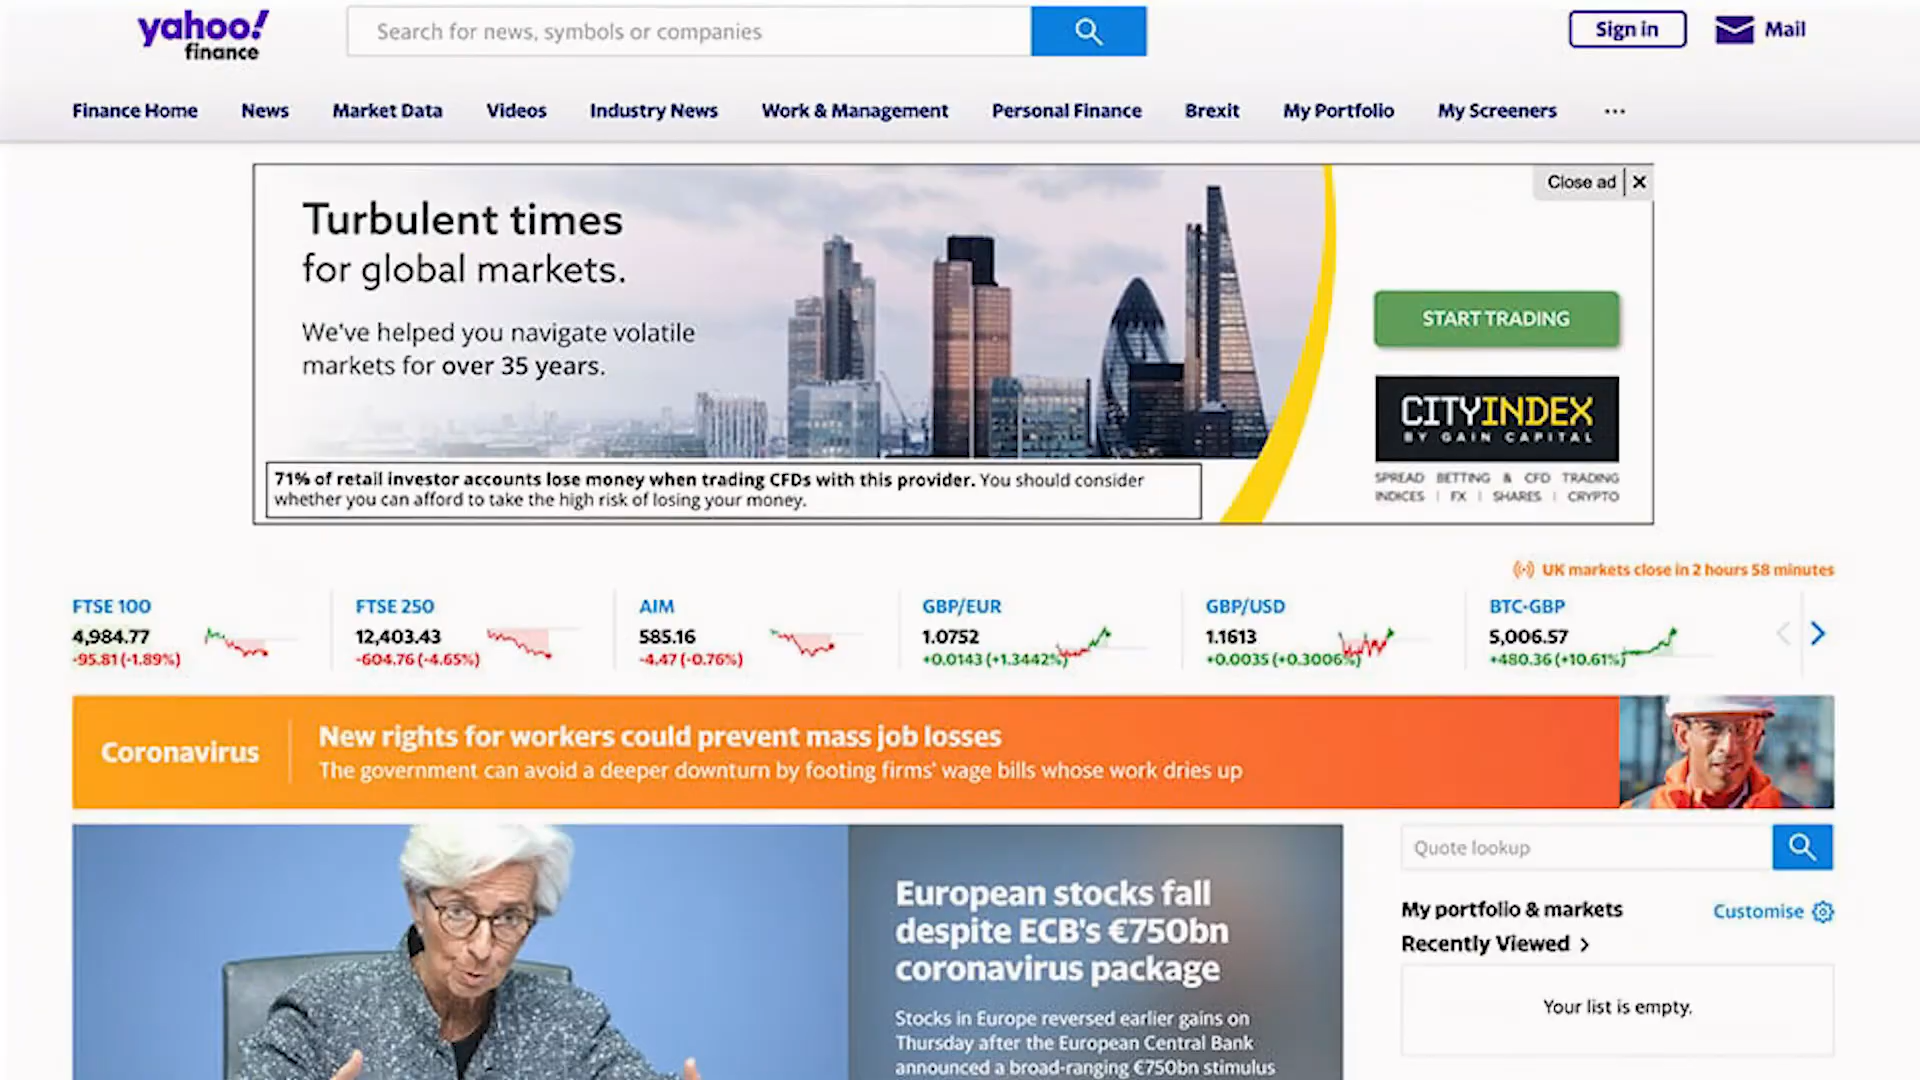 yahoo!
finance
Search for news, symbols or companies
Sign in
Mail
Finance Home
News
Market Data
Videos
Industry News
Work & Management
Personal Finance
Brexit
My Portfolio
My Screeners
...
Turbulent times
for global markets.
We've helped you navigate volatile
markets for over 35 years.
71% of retail investor accounts lose money when trading CFDs with this provider. You should consider
whether you can afford to take the high risk of losing your money.
Close ad
START TRADING
CITYINDEX
BY GAIN CAPITAL
SPREAD BETTING & CFD TRADING
INDICES | FX | SHARES | CRYPTO
UK markets close in 2 hours 58 minutes
FTSE 100
4,984.77
-95.81 (-1.89%)
FTSE 250
12,403.43
-604.76 (-4.65%)
AIM
585.16
-4.47 (-0.76%)
GBP/EUR
1.0752
+0.0143 (+1.3442%)
GBP/USD
1.1613
+0.0035 (+0.3006%)
BTC-GBP
5,006.57
+480.36 (+10.61%)
Coronavirus
New rights for workers could prevent mass job losses
The government can avoid a deeper downturn by footing firms' wage bills whose work dries up
European stocks fall
despite ECB's €750bn
coronavirus package
Stocks in Europe reversed earlier gains on
Thursday after the European Central Bank
announced a broad-ranging €750bn stimulus
Quote lookup
My portfolio & markets
Customise
Recently Viewed
Your list is empty.